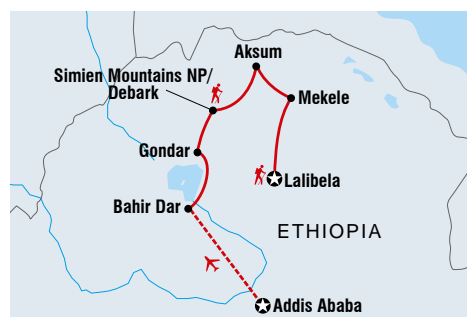 Aksum
Simien Mountains NP/
Debark
Mekele
Gondar
Lalibela
Bahir Dar
ETHIOPIA
Addis Ababa